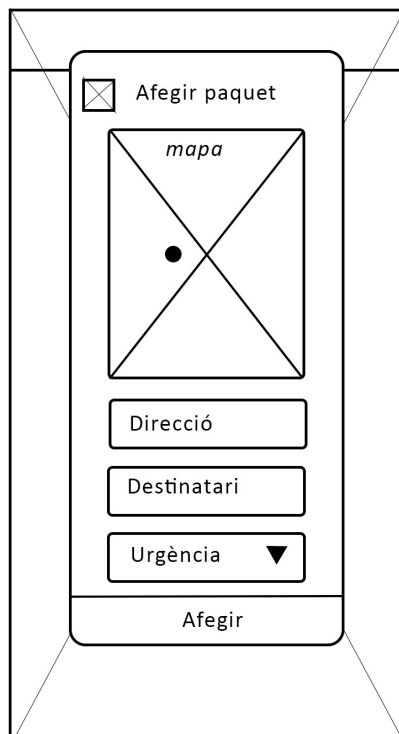 Afegir paquet
mapa
Direcció
Destinatari
Urgència
Afegir